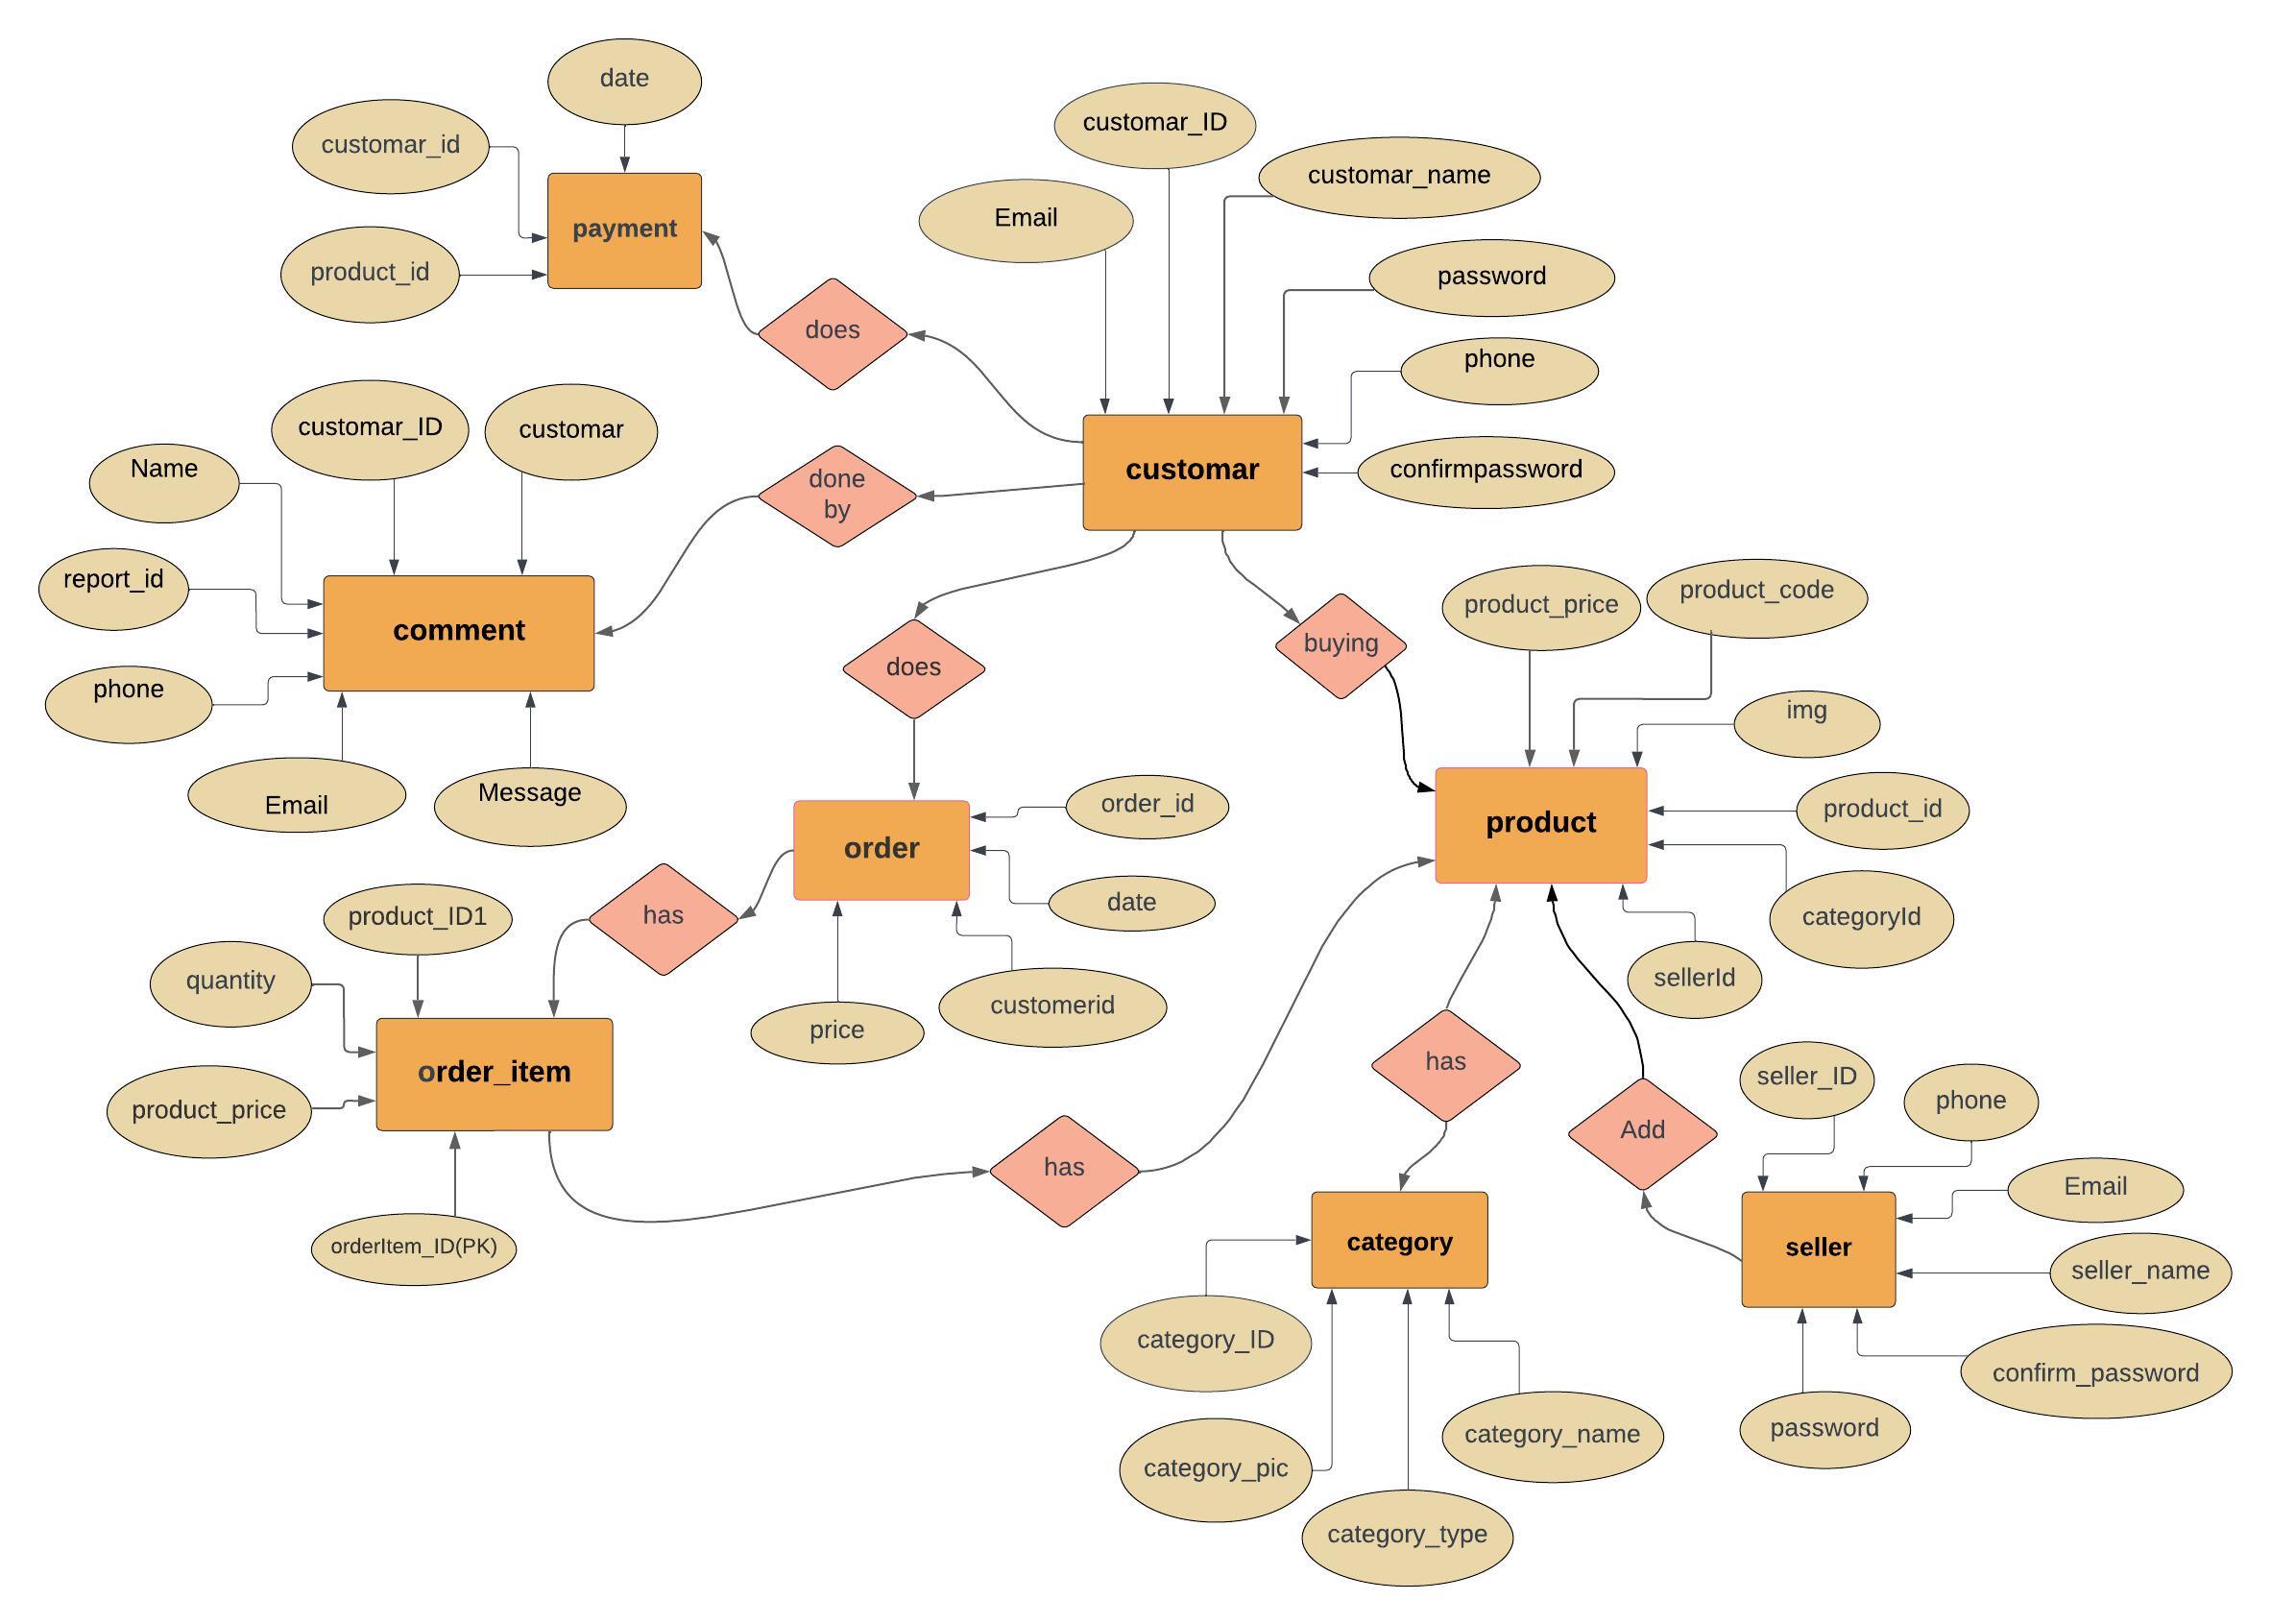 date
customar_ID
customar_id
customar_name
Email
payment
product_id
password
does
phone
customar_ID
customar
Name
customar
confirmpassword
done
by
report_id
comment
product_price
product_code
buying
does
phone
img
Email
Message
order_id
product_id
product
order
date
has
product_ID1
categoryId
quantity
sellerId
price
customerid
order_item
has
seller_ID
phone
product_price
Add
has
Email
orderItem_ID(PK)
category
seller
seller_name
category_ID
confirm_password
category_pic
category_name
password
category_type